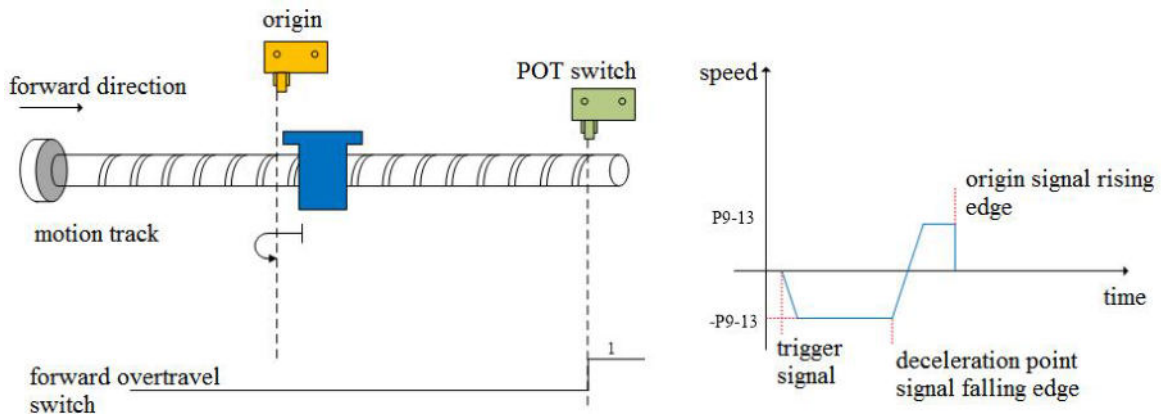 origin
POT switch
forward direction
motion track
1
forward overtravel
switch
speed
origin signal rising
edge
P9-13
time
-P9-13
trigger
signal
deceleration point
signal falling edge